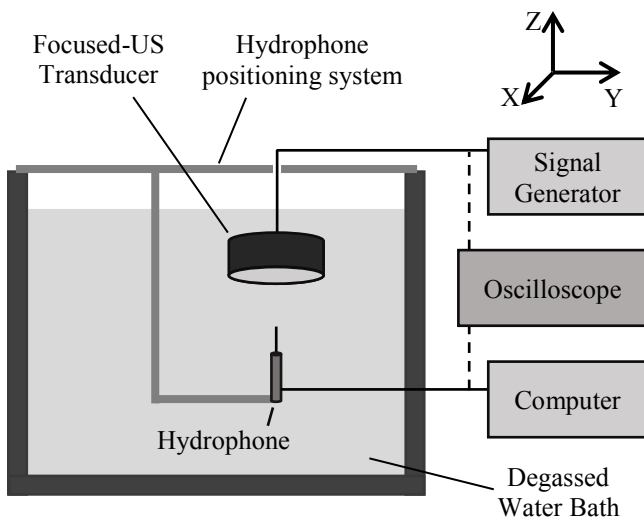 Focused-US
Transducer
Hydrophone
positioning system
Z
X
Y
Signal
Generator
Oscilloscope
Computer
Hydrophone
Degassed
Water Bath